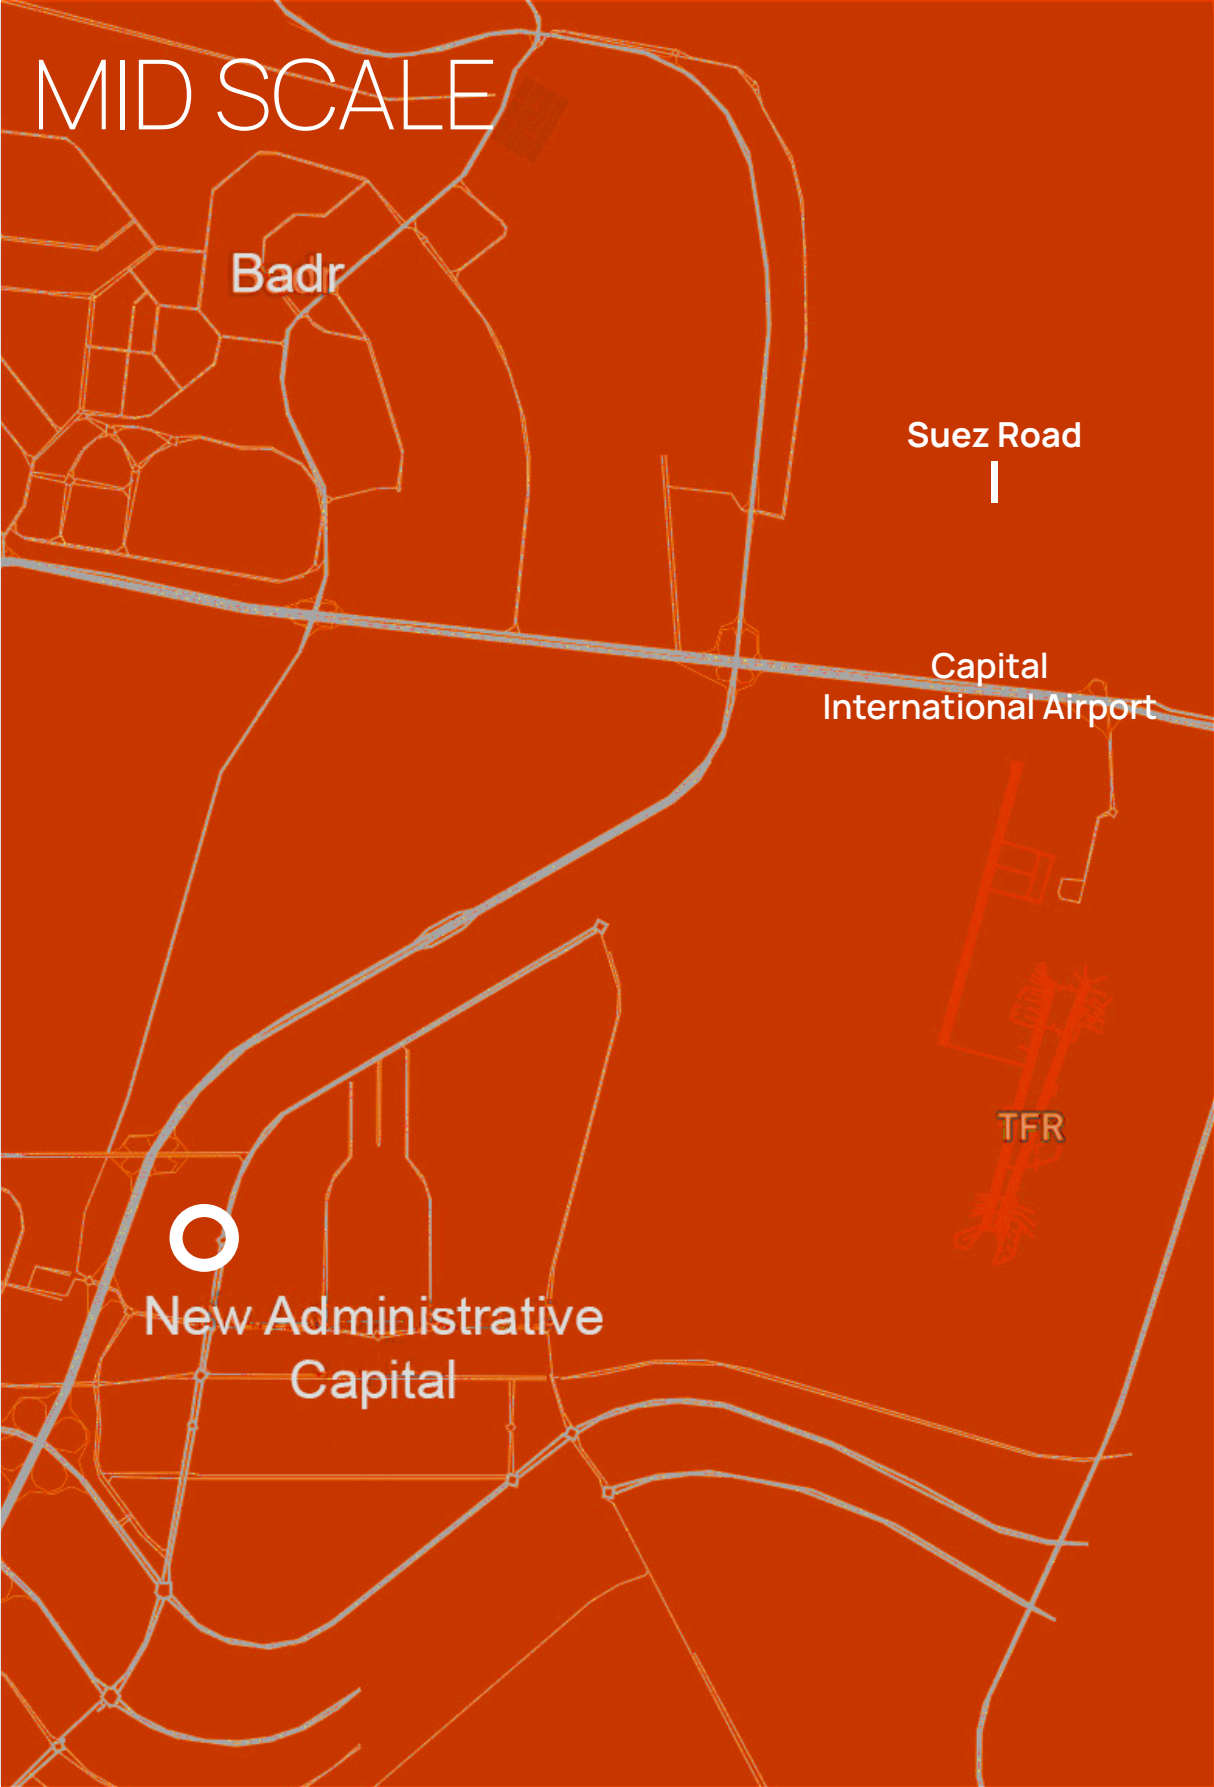 MID SCALE
Badr
Suez Road
Capital
International Airport
TFR
New Administrative
Capital